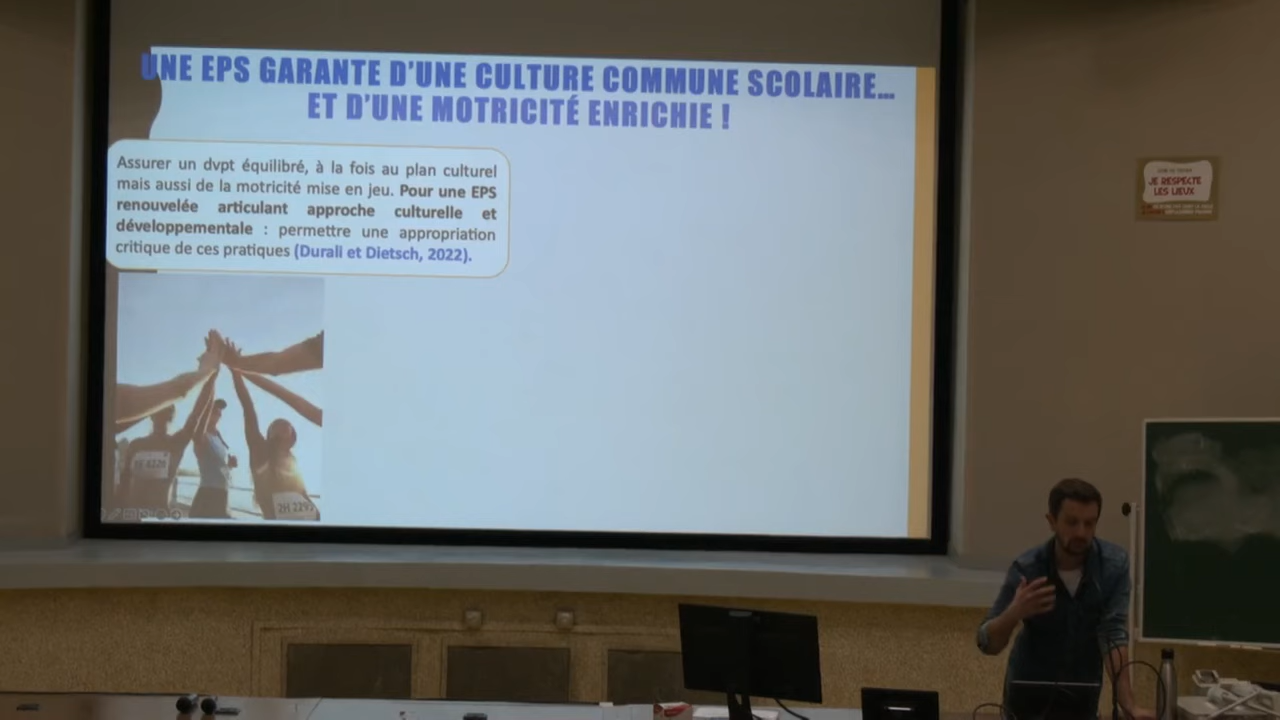 UNE EPS GARANTE D'UNE CULTURE COMMUNE SCOLAIRE...
ET D'UNE MOTRICITÉ ENRICHIE !
Assurer un dvpt équilibré, à la fois au plan culturel
mais aussi de la motricité mise en jeu. Pour une EPS
renouvelée articulant approche culturelle et
développementale : permettre une appropriation
critique de ces pratiques (Durali et Dietsch, 2022).
JE RESPECTE
LES LIEUX